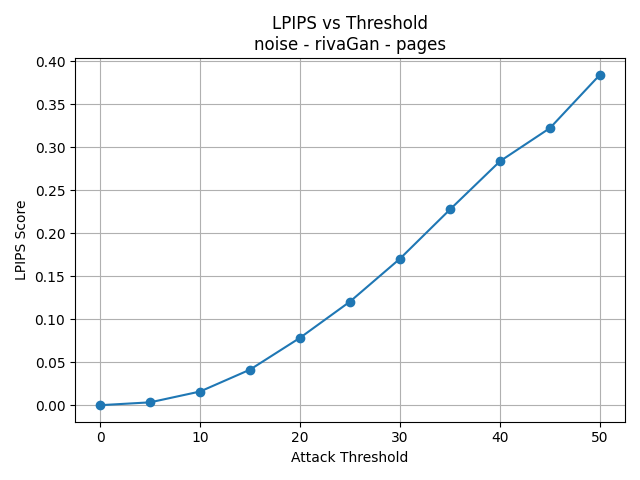 LPIPS vs Threshold
noise - rivaGan - pages
0.40
0.35
0.30
0.25
0.20
0.15
0.10
0.05
0.00
LPIPS Score
0 10 20 30 40 50
Attack Threshold